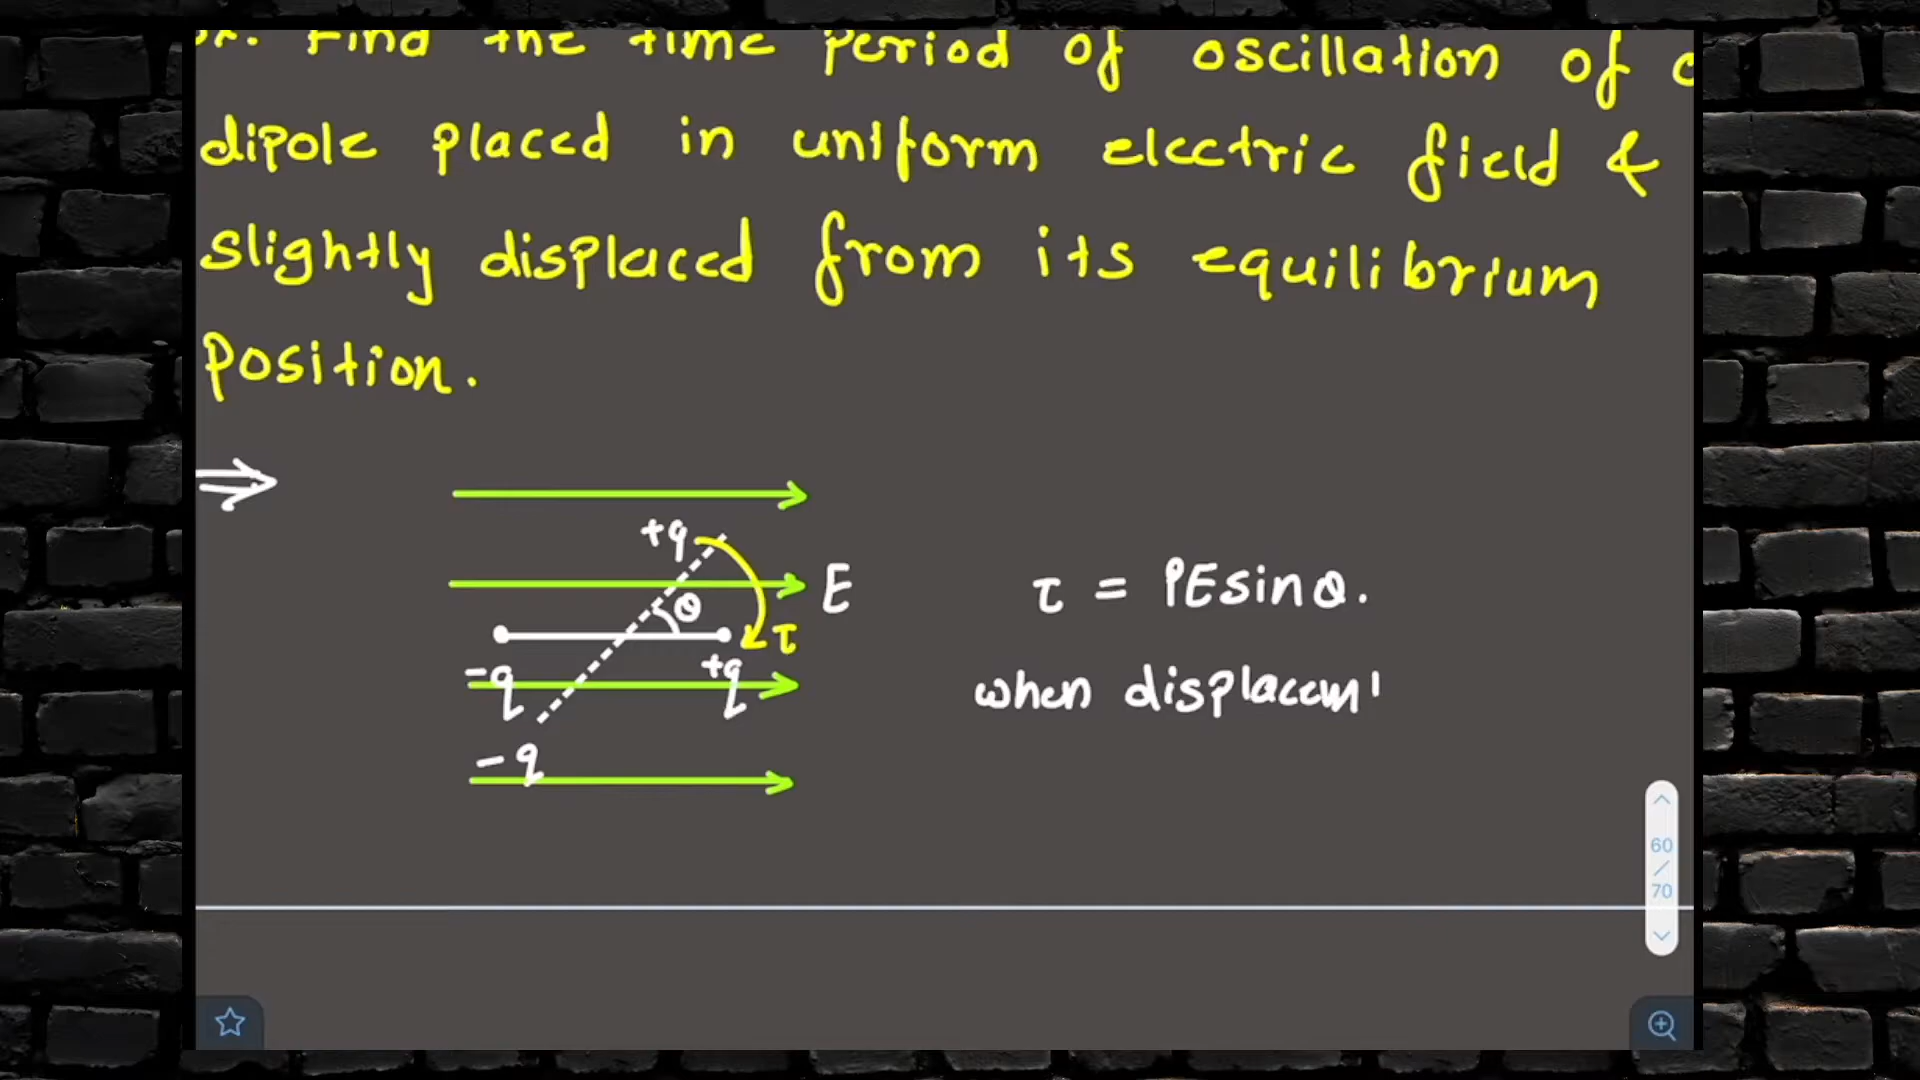 Find the time period of oscillation of
dipole placed in uniform electric field &
slightly displaced from its equilibrium
position.
⇒
+q
θ
E
τ = PEsinθ.
τ
-q
+q
when displacem
-q
60
/
70